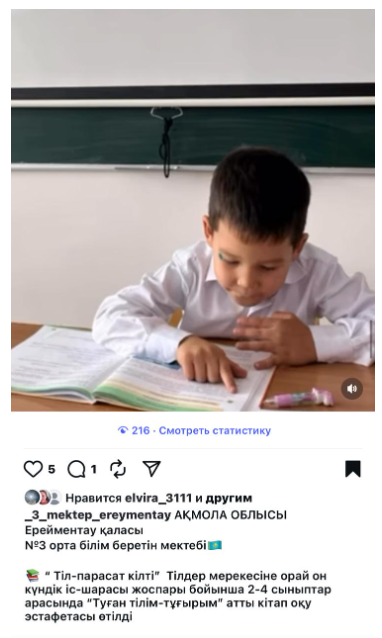 216 · Смотреть статистику
5 1
Нравится elvira_3111 и другим
_3_mektep_ereymentay АҚМОЛА ОБЛЫСЫ
Ерейментау қаласы
№3 орта білім беретін мектебі🇰🇿
📚 “ Тіл-парасат кілті” Тілдер мерекесіне орай он
күндік іс-шарасы жоспары бойынша 2-4 сыныптар
арасында “Туған тілім-тұғырым” атты кітап оқу
эстафетасы өтілді